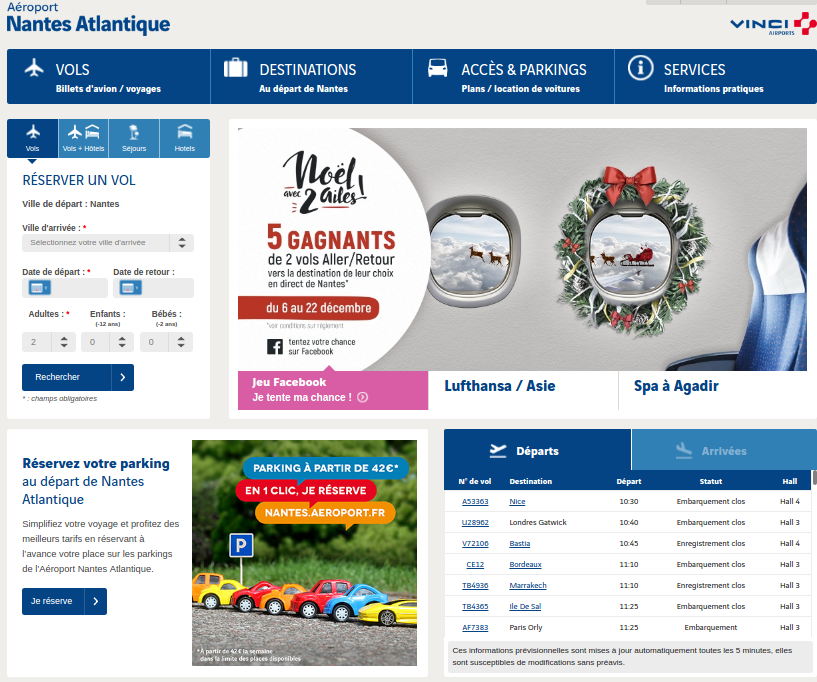 Aéroport
Nantes Atlantique
VINCI
AIRPORTS
VOLS
Billets d'avion / voyages
DESTINATIONS
Au départ de Nantes
ACCÈS & PARKINGS
Plans / location de voitures
SERVICES
Informations pratiques
Vols
Vols + Hôtels
Séjours
Hotels
RÉSERVER UN VOL
Ville de départ : Nantes
Ville d'arrivée : *
Sélectionnez votre ville d'arrivée
Date de départ : *
Date de retour :
Adultes : *
Enfants :
(-12 ans)
Bébés :
(-2 ans)
2
0
0
Rechercher
* : champs obligatoires
Noël
avec 2 ailes!
5 GAGNANTS
de 2 vols Aller/Retour
vers la destination de leur choix
en direct de Nantes*
du 6 au 22 décembre
*voir conditions sur règlement
tentez votre chance
sur Facebook
Jeu Facebook
Je tente ma chance !
Lufthansa / Asie
Spa à Agadir
Réservez votre parking
au départ de Nantes
Atlantique
Simplifiez votre voyage et profitez des
meilleurs tarifs en réservant à
l'avance votre place sur les parkings
de l'Aéroport Nantes Atlantique.
Je réserve
PARKING À PARTIR DE 42€*
EN 1 CLIC, JE RÉSERVE
NANTES.AEROPORT.FR
P
*À partir de 42€ la semaine
dans la limite des places disponibles
Départs
Arrivées
N° de vol Destination Départ Statut Hall
A53363 Nice 10:30 Embarquement clos Hall 4
U28962 Londres Gatwick 10:40 Embarquement clos Hall 3
V72106 Bastia 10:45 Enregistrement clos Hall 4
CE12 Bordeaux 11:10 Embarquement clos Hall 3
TB4936 Marrakech 11:10 Enregistrement clos Hall 3
TB4365 Ile De Sal 11:25 Embarquement clos Hall 3
AF7383 Paris Orly 11:25 Embarquement Hall 3
Ces informations prévisionnelles sont mises à jour automatiquement toutes les 5 minutes, elles
sont susceptibles de modifications sans préavis.